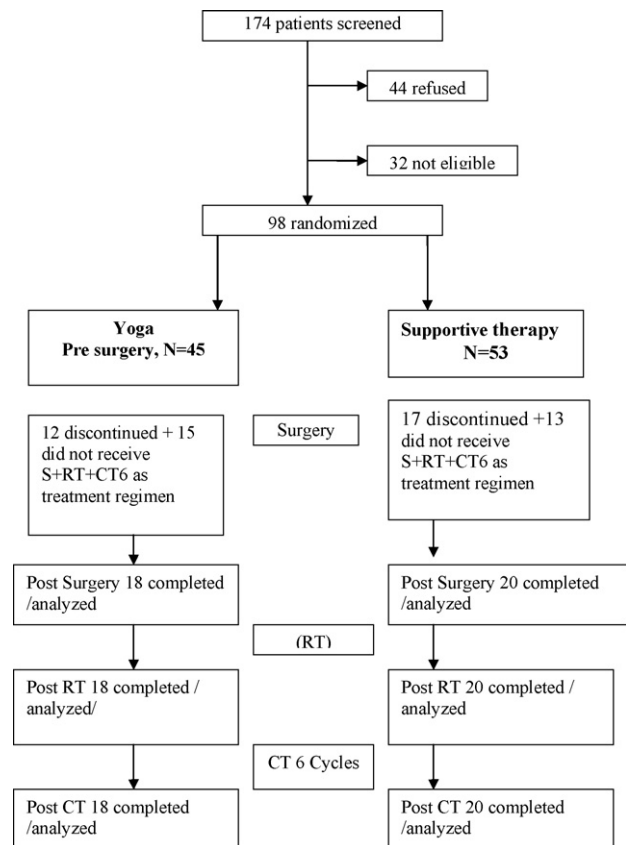 174 patients screened
44 refused
32 not eligible
98 randomized
Yoga
Pre surgery, N=45
Supportive therapy
N=53
12 discontinued + 15
did not receive
S+RT+CT6 as
treatment regimen
Surgery
17 discontinued +13
did not receive
S+RT+CT6 as
treatment regimen
Post Surgery 18 completed
/analyzed
Post Surgery 20 completed
/analyzed
(RT)
Post RT 18 completed /
analyzed/
Post RT 20 completed /
analyzed
CT 6 Cycles
Post CT 18 completed
/analyzed
Post CT 20 completed
/analyzed